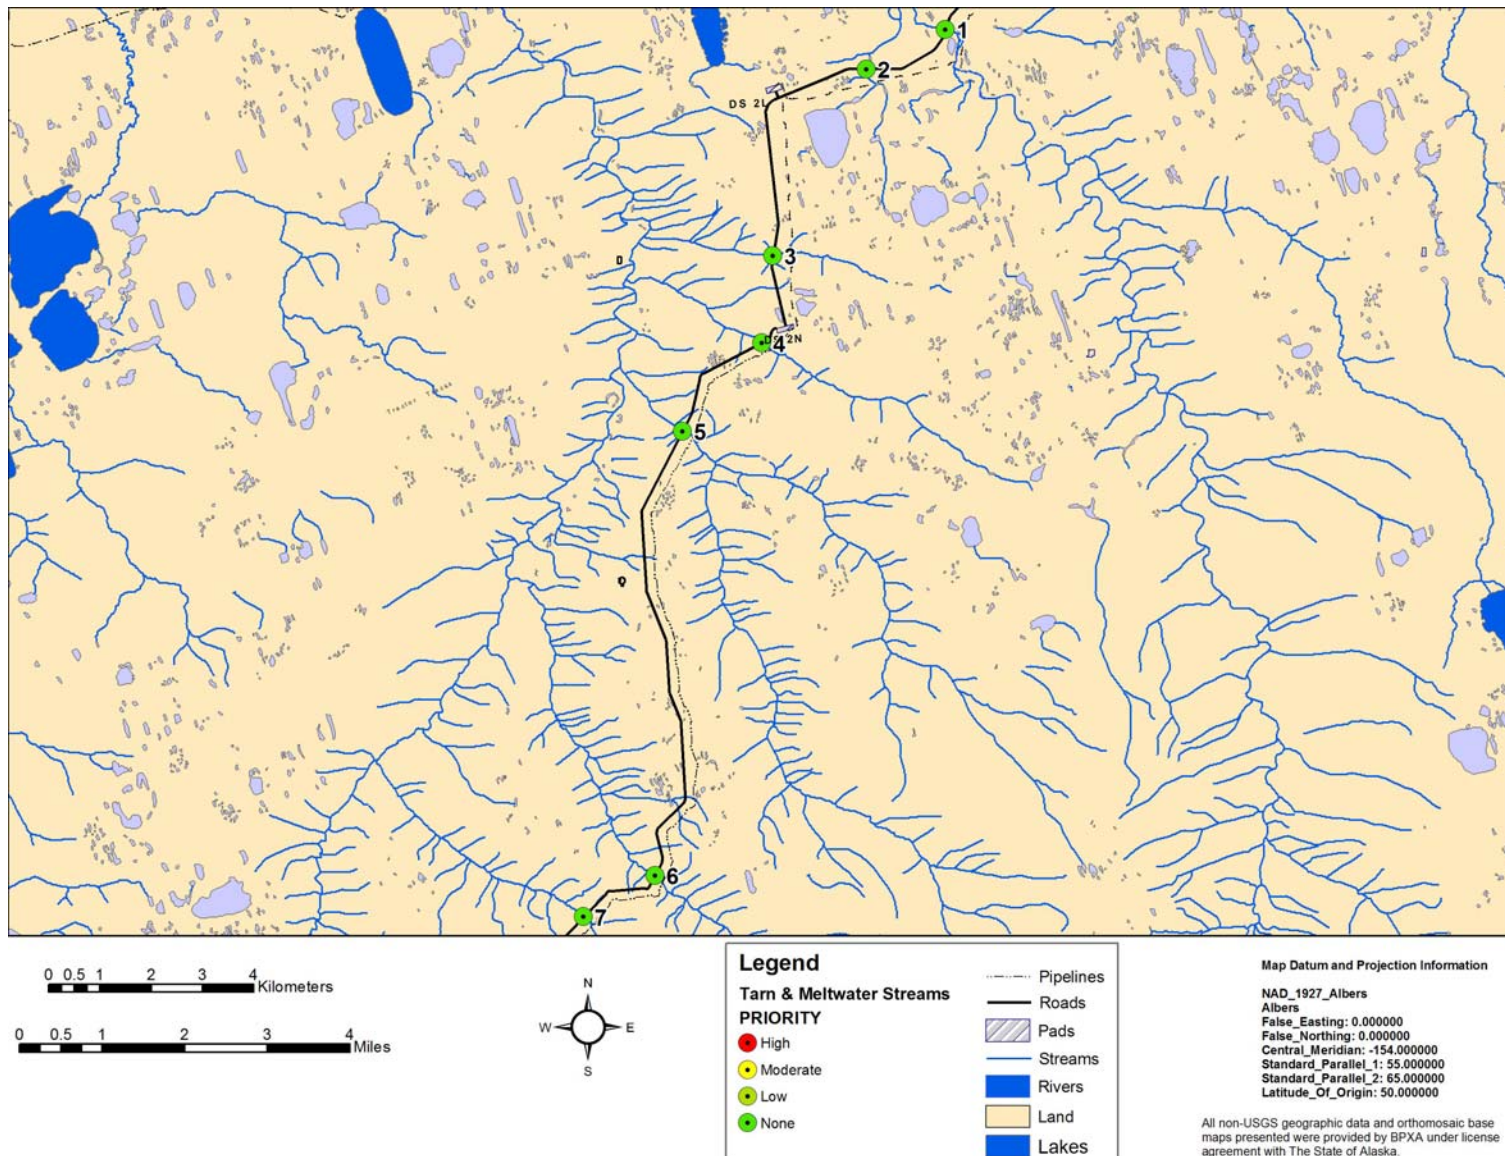 1
2
DS 2L
3
DS 2N
4
5
6
7
0 0.5 1 2 3 4
Kilometers
0 0.5 1 2 3 4
Miles
N
W E
S
Legend
Tarn & Meltwater Streams
PRIORITY
High
Moderate
Low
None
Pipelines
Roads
Pads
Streams
Rivers
Land
Lakes
Map Datum and Projection Information
NAD_1927_Albers
Albers
False_Easting: 0.000000
False_Northing: 0.000000
Central_Meridian: -154.000000
Standard_Parallel_1: 55.000000
Standard_Parallel_2: 65.000000
Latitude_Of_Origin: 50.000000
All non-USGS geographic data and orthomosaic base
maps presented were provided by BPXA under license
agreement with The State of Alaska.